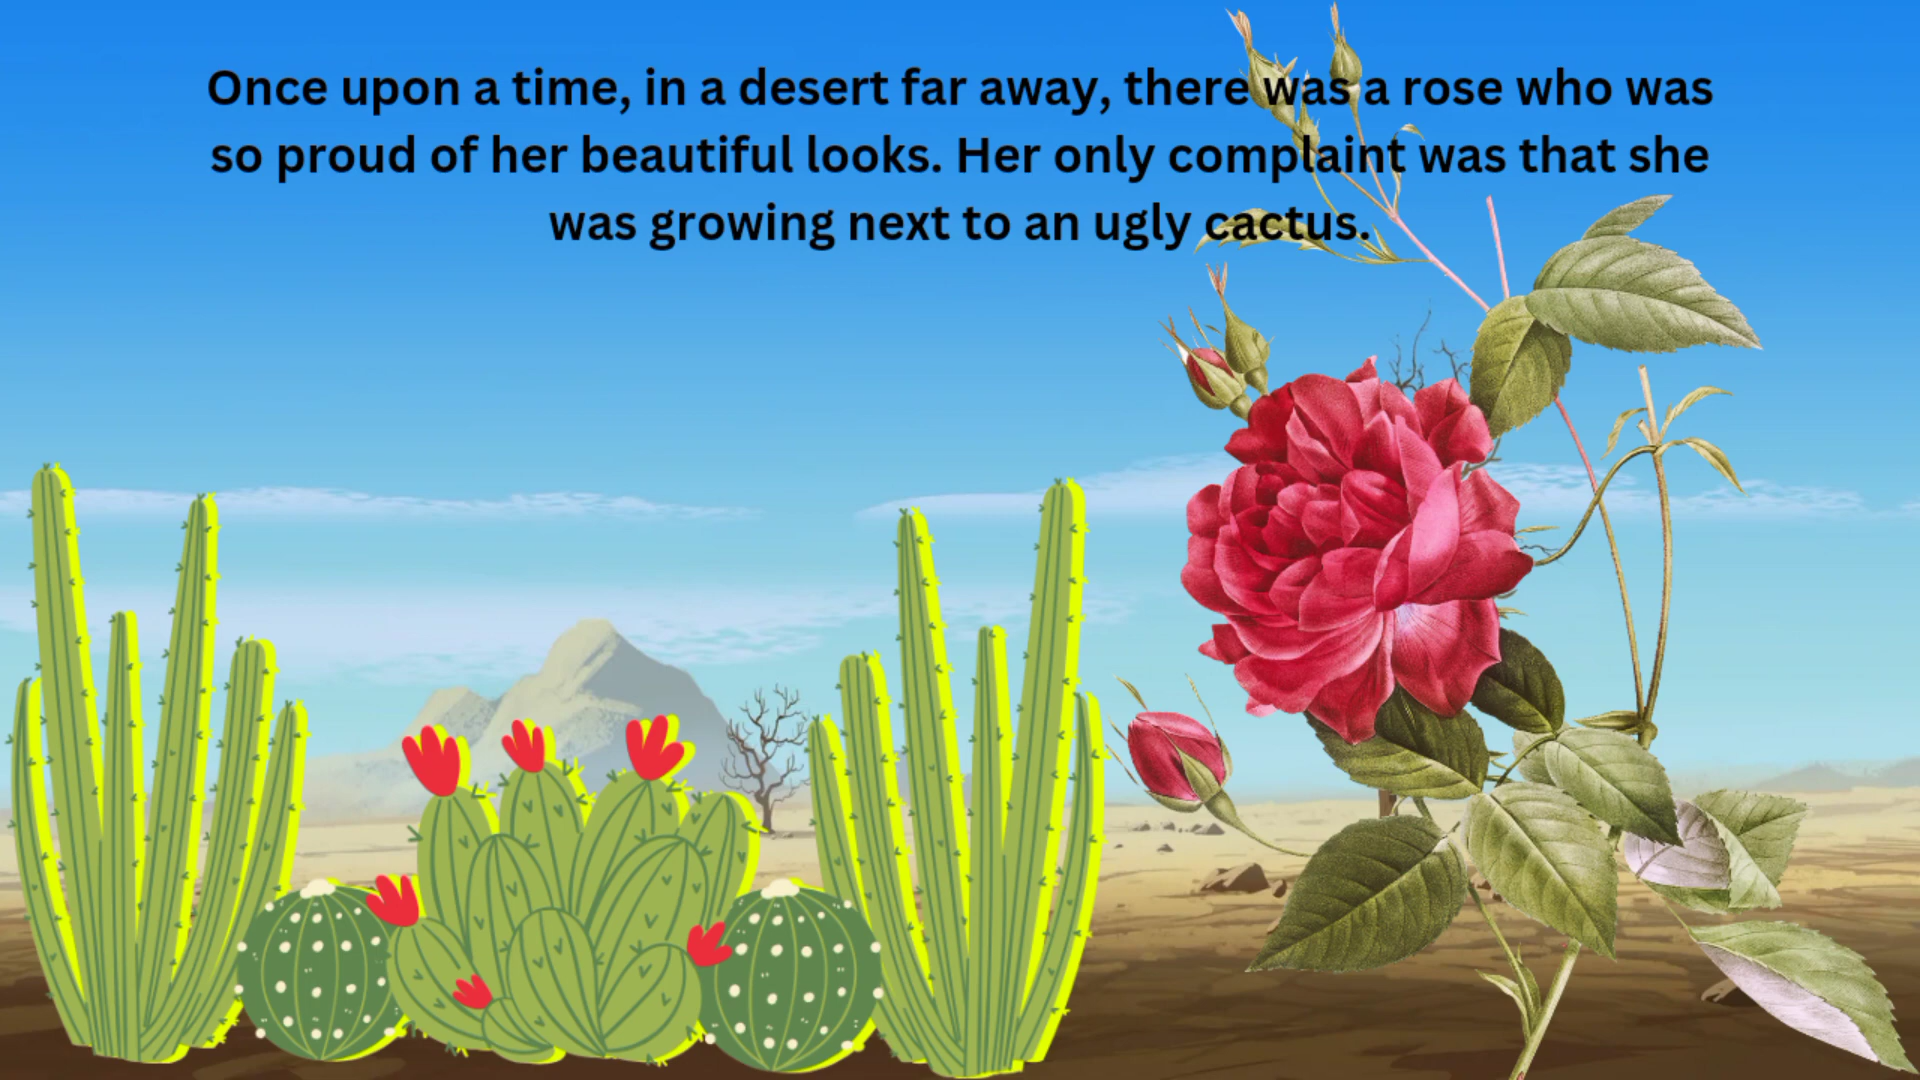 Once upon a time, in a desert far away, there was a rose who was
so proud of her beautiful looks. Her only complaint was that she
was growing next to an ugly cactus.